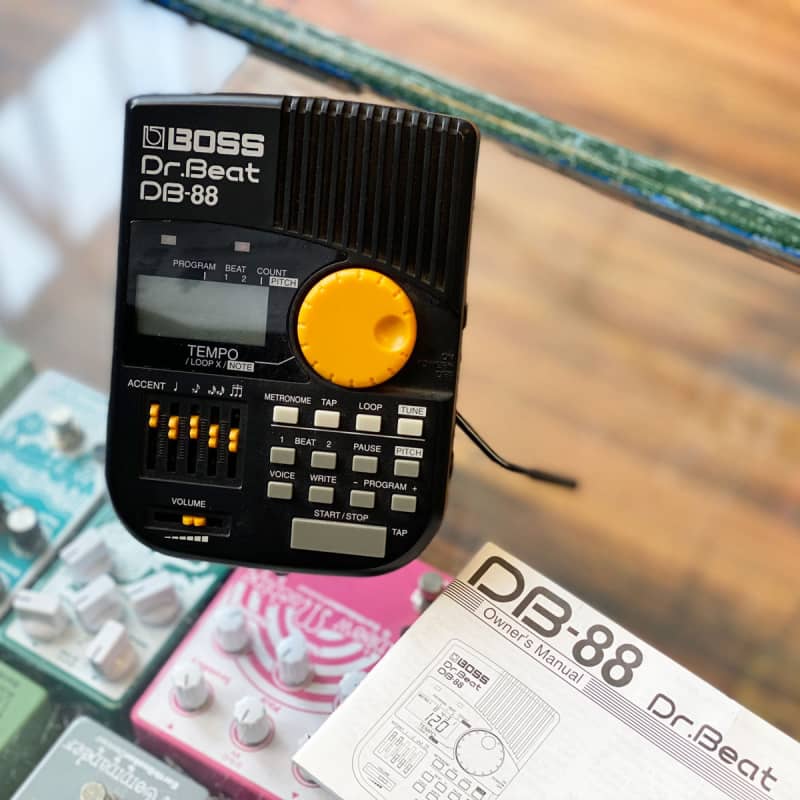 BOSS
Dr.Beat
DB-88
PROGRAM BEAT COUNT
1 2 PITCH
TEMPO
/ LOOP X / NOTE
ACCENT
METRONOME TAP LOOP TUNE
1 BEAT 2 PAUSE PITCH
VOICE WRITE - PROGRAM +
VOLUME
START/STOP
TAP
DB-88 Dr.Beat
Owner's Manual
BOSS
Dr.Beat
DB-88
120